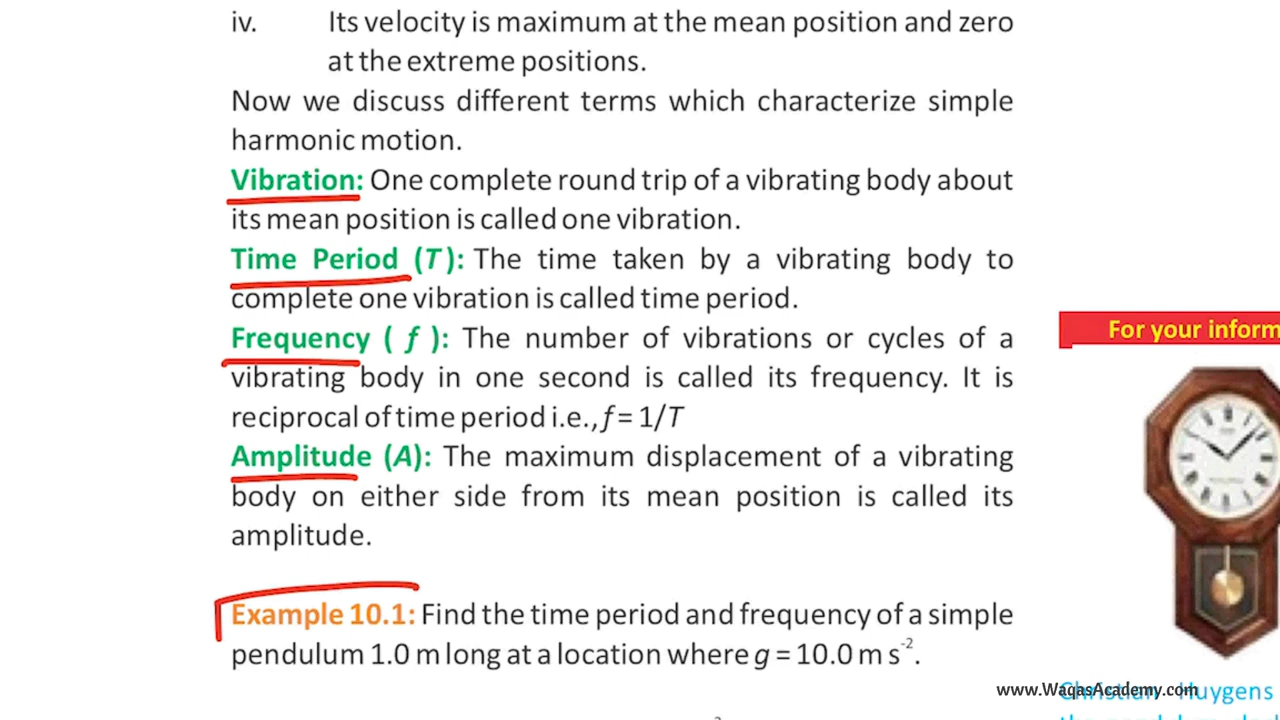 iv. Its velocity is maximum at the mean position and zero
at the extreme positions.
Now we discuss different terms which characterize simple
harmonic motion.
Vibration: One complete round trip of a vibrating body about
its mean position is called one vibration.
Time Period (T): The time taken by a vibrating body to
complete one vibration is called time period.
Frequency ( f ): The number of vibrations or cycles of a
vibrating body in one second is called its frequency. It is
reciprocal of time period i.e., f = 1/T
Amplitude (A): The maximum displacement of a vibrating
body on either side from its mean position is called its
amplitude.
Example 10.1: Find the time period and frequency of a simple
pendulum 1.0 m long at a location where g = 10.0 m s⁻².
For your inform
Christian Huygens
www.WaqasAcademy.com